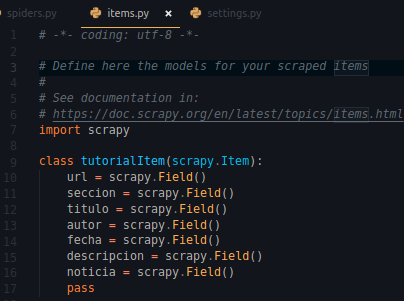 spiders.py items.py × settings.py
1 # -*- coding: utf-8 -*-
2
3 # Define here the models for your scraped items
4 #
5 # See documentation in:
6 # https://doc.scrapy.org/en/latest/topics/items.html
7 import scrapy
8
9 class tutorialItem(scrapy.Item):
10 url = scrapy.Field()
11 seccion = scrapy.Field()
12 titulo = scrapy.Field()
13 autor = scrapy.Field()
14 fecha = scrapy.Field()
15 descripcion = scrapy.Field()
16 noticia = scrapy.Field()
17 pass